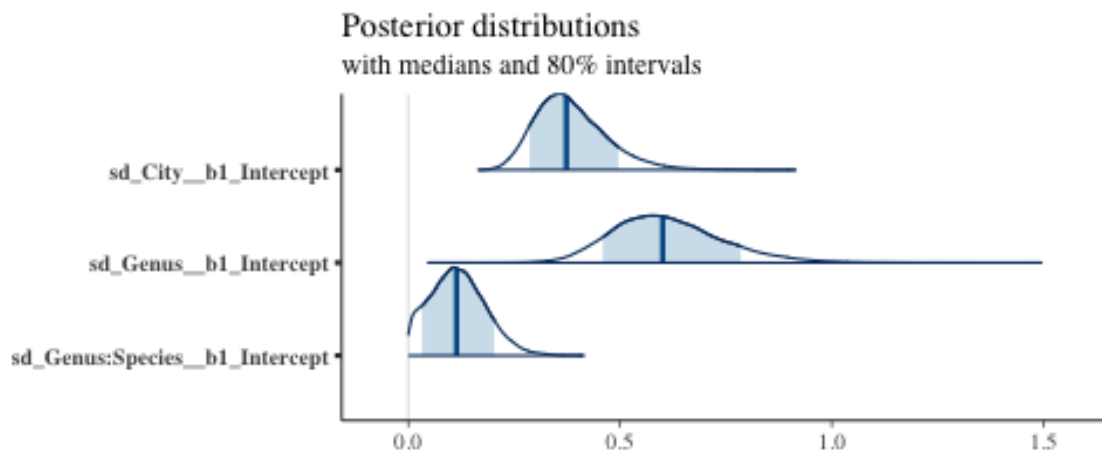 Posterior distributions
with medians and 80% intervals
sd_City__b1_Intercept
sd_Genus__b1_Intercept
sd_Genus:Species__b1_Intercept
0.0 0.5 1.0 1.5